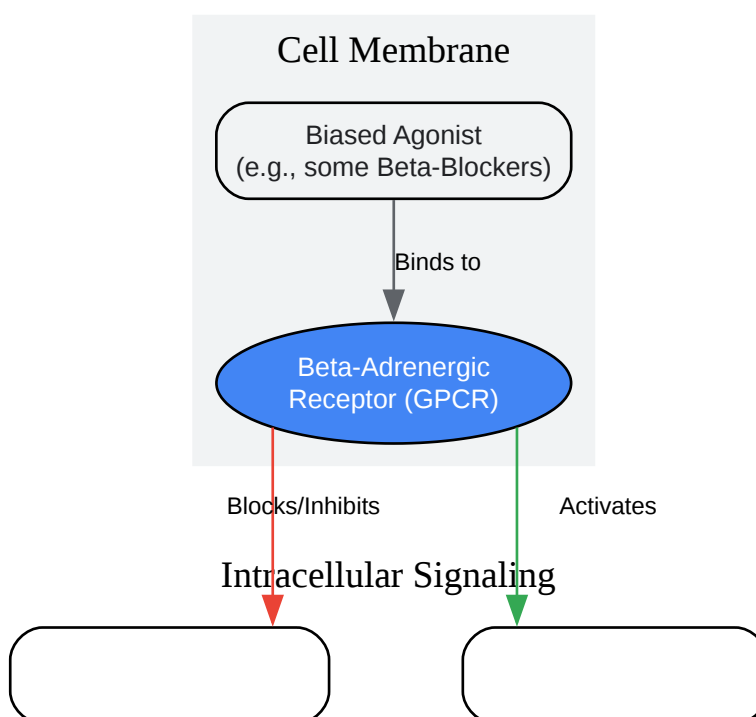 Cell Membrane
Biased Agonist
(e.g., some Beta-Blockers)
Binds to
Beta-Adrenergic
Receptor (GPCR)
Blocks/Inhibits
Activates
Intracellular Signaling